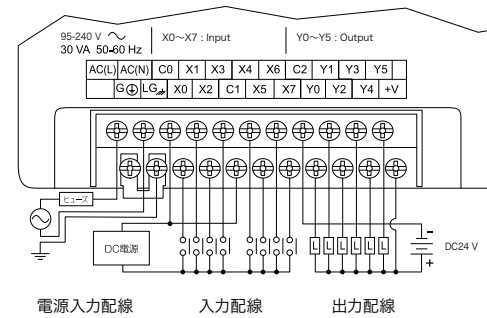 95-240 V ～
30 VA 50-60 Hz
X0～X7 : Input
Y0～Y5 : Output
AC(L) AC(N) C0 X1 X3 X4 X6 C2 Y1 Y3 Y5
G LG X0 X2 C1 X5 X7 Y0 Y2 Y4 +V
ヒューズ
DC電源
L L L L L L
DC24 V
電源入力配線 入力配線 出力配線